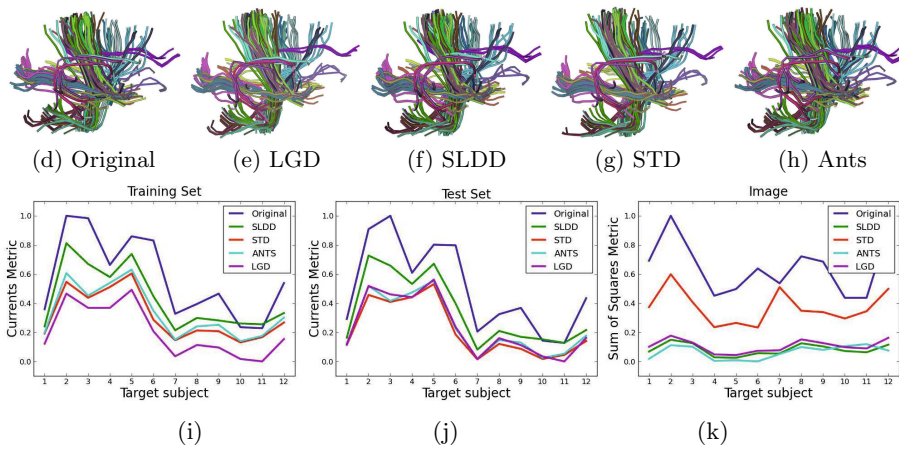 (d) Original (e) LGD (f) SLDD (g) STD (h) Ants
Training Set
Currents Metric
1.0
0.8
0.6
0.4
0.2
0.0
Original
SLDD
STD
ANTS
LGD
1 2 3 4 5 6 7 8 9 10 11 12
Target subject
(i)
Test Set
Currents Metric
1.0
0.8
0.6
0.4
0.2
0.0
Original
SLDD
STD
ANTS
LGD
1 2 3 4 5 6 7 8 9 10 11 12
Target subject
(j)
Image
Sum of Squares Metric
1.0
0.8
0.6
0.4
0.2
0.0
Original
SLDD
STD
ANTS
LGD
1 2 3 4 5 6 7 8 9 10 11 12
Target subject
(k)